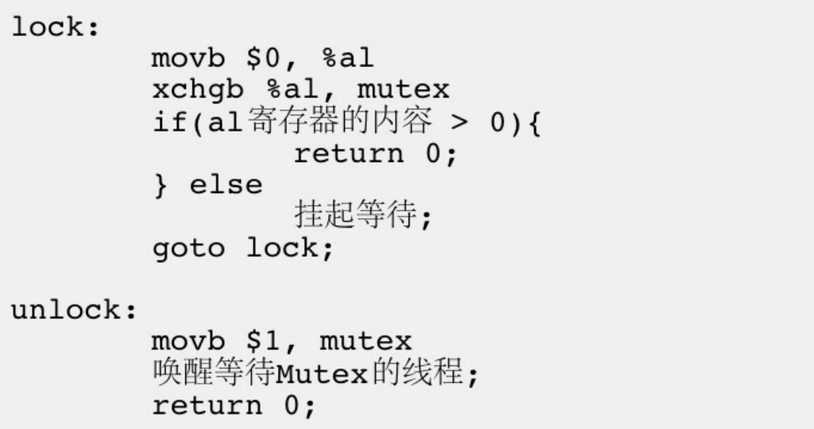 lock:
movb $0, %al
xchgb %al, mutex
if(al寄存器的内容 > 0){
return 0;
} else
挂起等待;
goto lock;
unlock:
movb $1, mutex
唤醒等待Mutex的线程;
return 0;